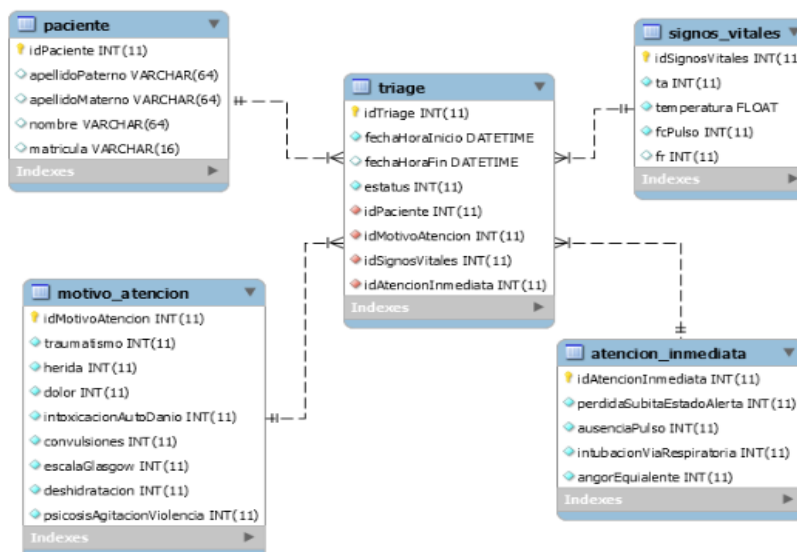 paciente
idPaciente INT(11)
apellidoPaterno VARCHAR(64)
apellidoMaterno VARCHAR(64)
nombre VARCHAR(64)
matricula VARCHAR(16)
Indexes
triage
idTriage INT(11)
fechaHoraInicio DATETIME
fechaHoraFin DATETIME
estatus INT(11)
idPaciente INT(11)
idMotivoAtencion INT(11)
idSignosVitales INT(11)
idAtencionInmediata INT(11)
Indexes
signos_vitales
idSignosVitales INT(11
ta INT(11)
temperatura FLOAT
fcPulso INT(11)
fr INT(11)
Indexes
motivo_atencion
idMotivoAtencion INT(11)
traumatismo INT(11)
herida INT(11)
dolor INT(11)
intoxicacionAutoDanio INT(11)
convulsiones INT(11)
escalaGlasgow INT(11)
deshidratacion INT(11)
psicosisAgitacionViolencia INT(11)
Indexes
atencion_inmediata
idAtencionInmediata INT(11)
perdidaSubitaEstadoAlerta INT(11)
ausenciaPulso INT(11)
intubacionViaRespiratoria INT(11)
angorEquialente INT(11)
Indexes